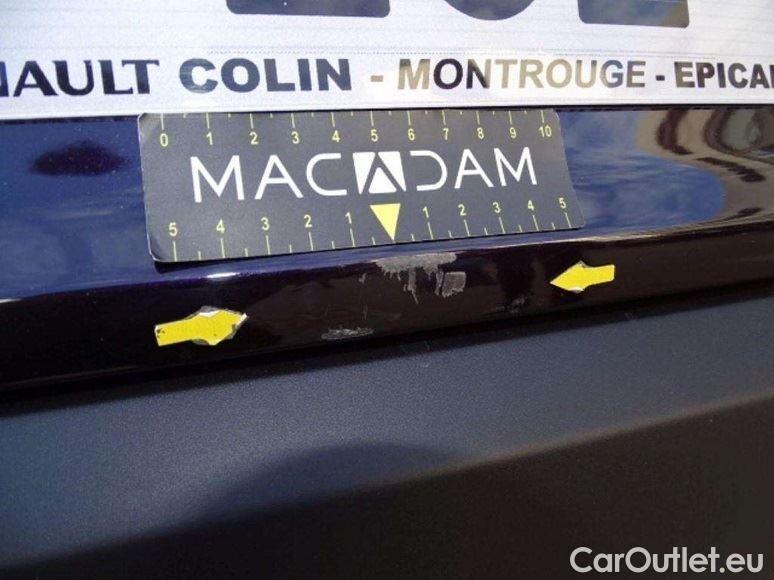 NAULT COLIN - MONTROUGE - EPICA
0 1 2 3 4 5 6 7 8 9 10
MACADAM
5 4 3 2 1 1 2 3 4 5
CarOutlet.eu